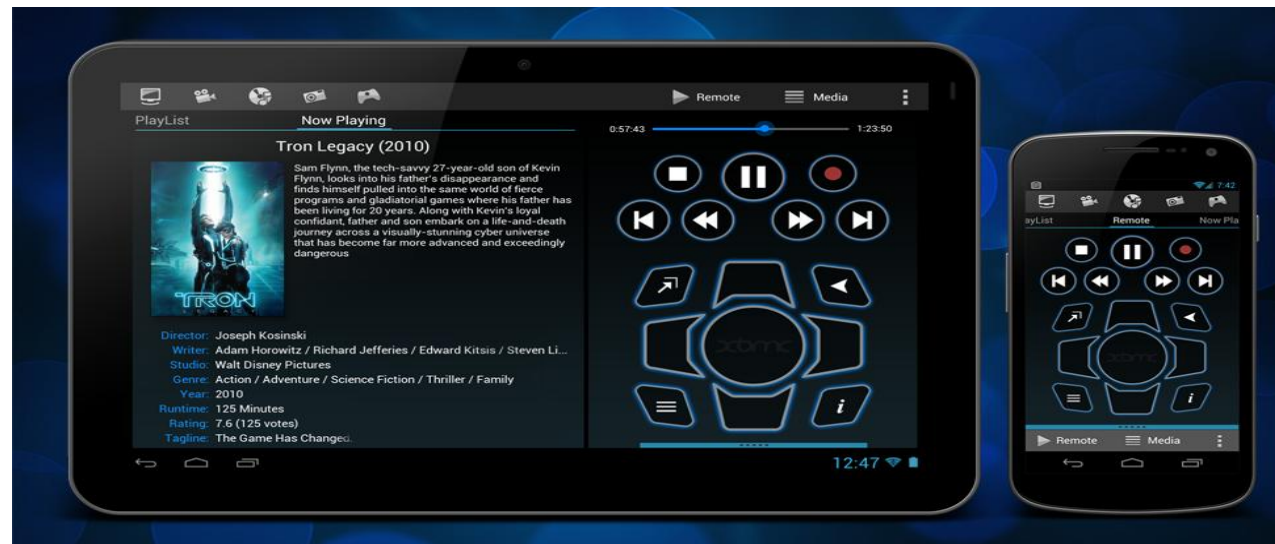 Remote
Media
PlayList
Now Playing
Tron Legacy (2010)
Sam Flynn, the tech-savvy 27-year-old son of Kevin
Flynn, looks into his father's disappearance and
finds himself pulled into the same world of fierce
programs and gladiatorial games where his father has
been living for 20 years. Along with Kevin's loyal
confidant, father and son embark on a life-and-death
journey across a visually-stunning cyber universe
that has become far more advanced and exceedingly
dangerous
TRON
Director: Joseph Kosinski
Writer: Adam Horowitz / Richard Jefferies / Edward Kitsis / Steven Li...
Studio: Walt Disney Pictures
Genre: Action / Adventure / Science Fiction / Thriller / Family
Year: 2010
Runtime: 125 Minutes
Rating: 7.6 (125 votes)
Tagline: The Game Has Changed.
0:57:43
1:23:50
xbmc
i
12:47
7:42
ayList
Remote
Now Pla
xbmc
i
Remote
Media